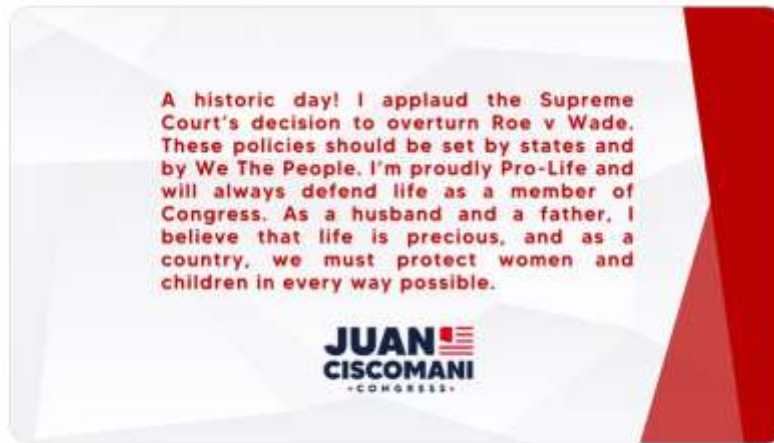 A historic day! I applaud the Supreme
Court's decision to overturn Roe v Wade.
These policies should be set by states and
by We The People. I'm proudly Pro-Life and
will always defend life as a member of
Congress. As a husband and a father, I
believe that life is precious, and as a
country, we must protect women and
children in every way possible.
JUAN
CISCOMANI
•CONGRESS•